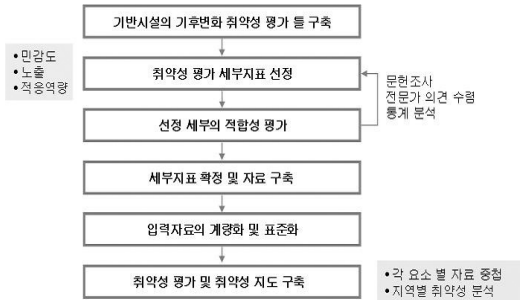 기반시설의 기후변화 취약성 평가 틀 구축
• 민감도
• 노출
• 적응역량
취약성 평가 세부지표 선정
문헌조사
전문가 의견 수렴
통계 분석
선정 세부의 적합성 평가
세부지표 확정 및 자료 구축
입력자료의 계량화 및 표준화
취약성 평가 및 취약성 지도 구축
• 각 요소 별 자료 중첩
• 지역별 취약성 분석